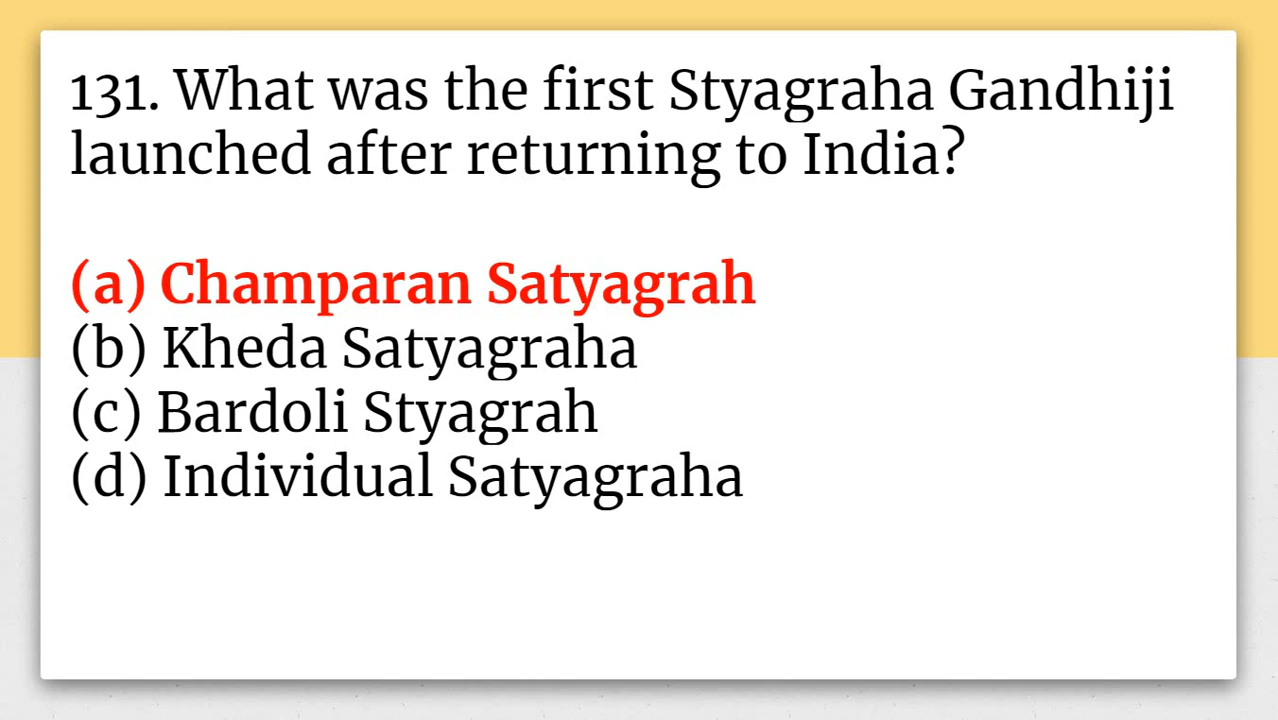 131. What was the first Styagraha Gandhiji
launched after returning to India?
(a) Champaran Satyagrah
(b) Kheda Satyagraha
(c) Bardoli Styagrah
(d) Individual Satyagraha